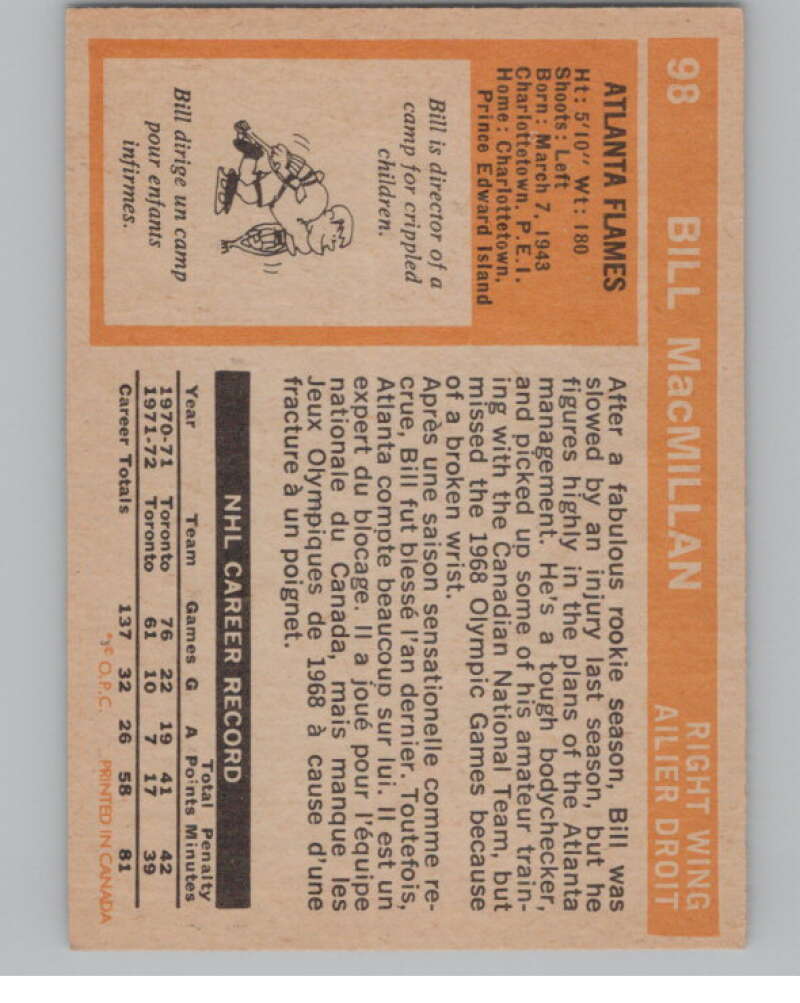 98 BILL MacMILLAN RIGHT WING
AILIER DROIT
ATLANTA FLAMES
Ht: 5'10" Wt: 180
Shoots: Left
Born: March 7, 1943
Charlottetown, P.E.I.
Home: Charlottetown,
Prince Edward Island
Bill is director of a
camp for crippled
children.
Bill dirige un camp
pour enfants
infirmes.
After a fabulous rookie season, Bill was
slowed by an injury last season, but he
figures highly in the plans of the Atlanta
management. He's a tough bodychecker,
and picked up some of his amateur train-
ing with the Canadian National Team, but
missed the 1968 Olympic Games because
of a broken wrist.
Après une saison sensationelle comme re-
crue, Bill fut blessé l'an dernier. Toutefois,
Atlanta compte beaucoup sur lui. Il est un
expert du blocage. Il a joué pour l'équipe
nationale du Canada, mais manque les
Jeux Olympiques de 1968 à cause d'une
fracture à un poignet.
NHL CAREER RECORD
Total Penalty
Year Team Games G A Points Minutes
1970-71 Toronto 76 22 19 41 42
1971-72 Toronto 61 10 7 17 39
Career Totals 137 32 26 58 81
O.P.C. PRINTED IN CANADA